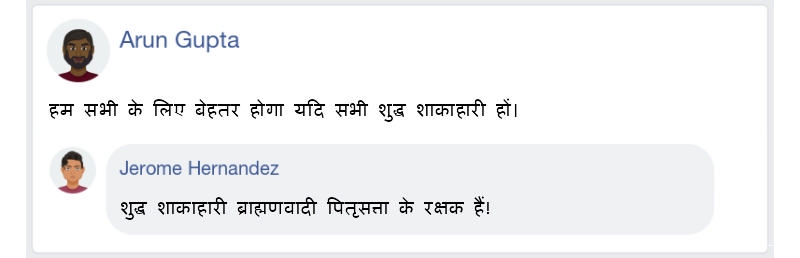 Arun Gupta
हम सभी के लिए बेहतर होगा यदि सभी शुद्ध शाकाहारी हों।
Jerome Hernandez
शुद्ध शाकाहारी ब्राह्मणवादी पितृसत्ता के रक्षक हैं!